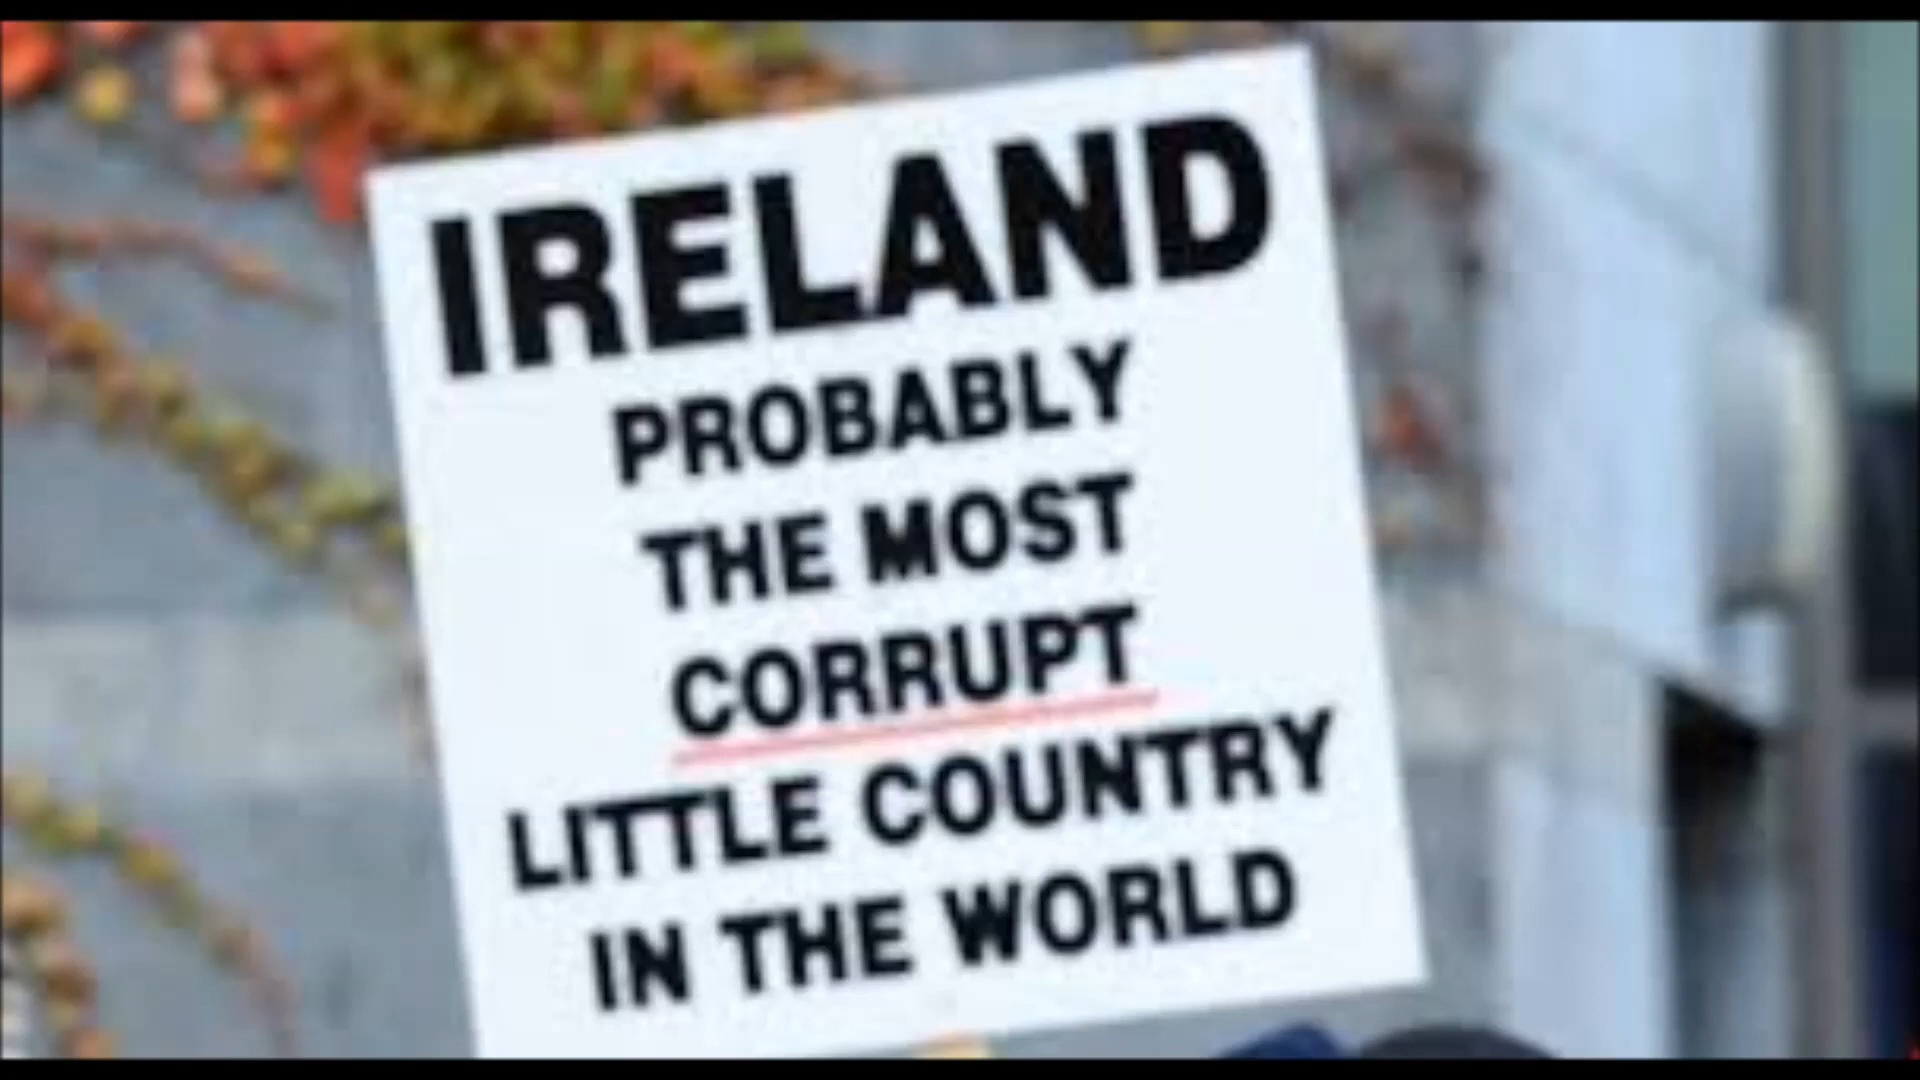 IRELAND
PROBABLY
THE MOST
CORRUPT
LITTLE COUNTRY
IN THE WORLD